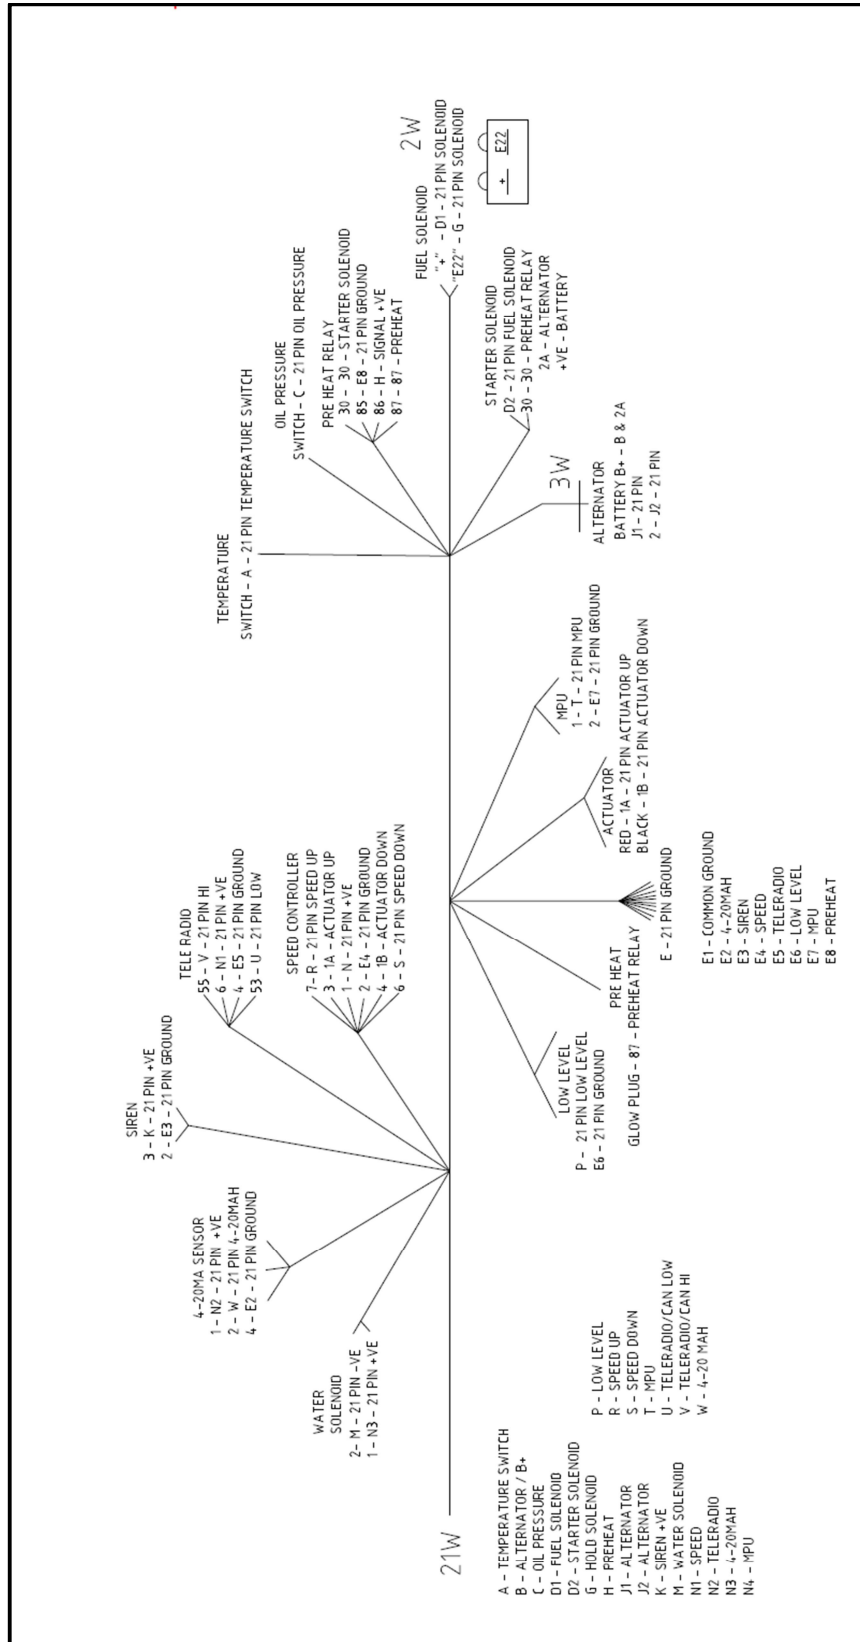 21W
WATER
SOLENOID
2- M - 21 PIN -VE
1 - N3 - 21 PIN +VE
4-20MA SENSOR
1 - N2 - 21 PIN +VE
2 - W - 21 PIN 4-20MAH
4 - E2 - 21 PIN GROUND
SIREN
3 - K - 21 PIN +VE
2 - E3 - 21 PIN GROUND
TELE RADIO
55 - V - 21 PIN HI
6 - N1 - 21 PIN +VE
4 - E5 - 21 PIN GROUND
53 - U - 21 PIN LOW
SPEED CONTROLLER
7- R - 21 PIN SPEED UP
3 - 1A - ACTUATOR UP
1 - N - 21 PIN +VE
2 - E4 - 21 PIN GROUND
4 - 1B - ACTUATOR DOWN
6 - S - 21 PIN SPEED DOWN
TEMPERATURE
SWITCH - A - 21 PIN TEMPERATURE SWITCH
OIL PRESSURE
SWITCH - C - 21 PIN OIL PRESSURE
PRE HEAT RELAY
30 - 30 - STARTER SOLENOID
85 - E8 - 21 PIN GROUND
86 - H - SIGNAL +VE
87 - 87 - PREHEAT
2W
FUEL SOLENOID
"+" - D1 - 21 PIN SOLENOID
"E22" - G - 21 PIN SOLENOID
+ E22
STARTER SOLENOID
D2 - 21 PIN FUEL SOLENOID
30 - 30 - PREHEAT RELAY
2A - ALTERNATOR
+VE - BATTERY
3W
ALTERNATOR
BATTERY B+ - B & 2A
J1 - 21 PIN
2 - J2 - 21 PIN
MPU
1 - T - 21 PIN MPU
2 - E7 - 21 PIN GROUND
ACTUATOR
RED - 1A - 21 PIN ACTUATOR UP
BLACK - 1B - 21 PIN ACTUATOR DOWN
E - 21 PIN GROUND
E1 - COMMON GROUND
E2 - 4-20MAH
E3 - SIREN
E4 - SPEED
E5 - TELERADIO
E6 - LOW LEVEL
E7 - MPU
E8 - PREHEAT
PRE HEAT
GLOW PLUG - 87 - PREHEAT RELAY
LOW LEVEL
P - 21 PIN LOW LEVEL
E6 - 21 PIN GROUND
A - TEMPERATURE SWITCH
B - ALTERNATOR / B+
C - OIL PRESSURE
D1 - FUEL SOLENOID
D2 - STARTER SOLENOID
G - HOLD SOLENOID
H - PREHEAT
J1 - ALTERNATOR
J2 - ALTERNATOR
K - SIREN +VE
M - WATER SOLENOID
N1 - SPEED
N2 - TELERADIO
N3 - 4-20MAH
N4 - MPU
P - LOW LEVEL
R - SPEED UP
S - SPEED DOWN
T - MPU
U - TELERADIO/CAN LOW
V - TELERADIO/CAN HI
W - 4-20 MAH